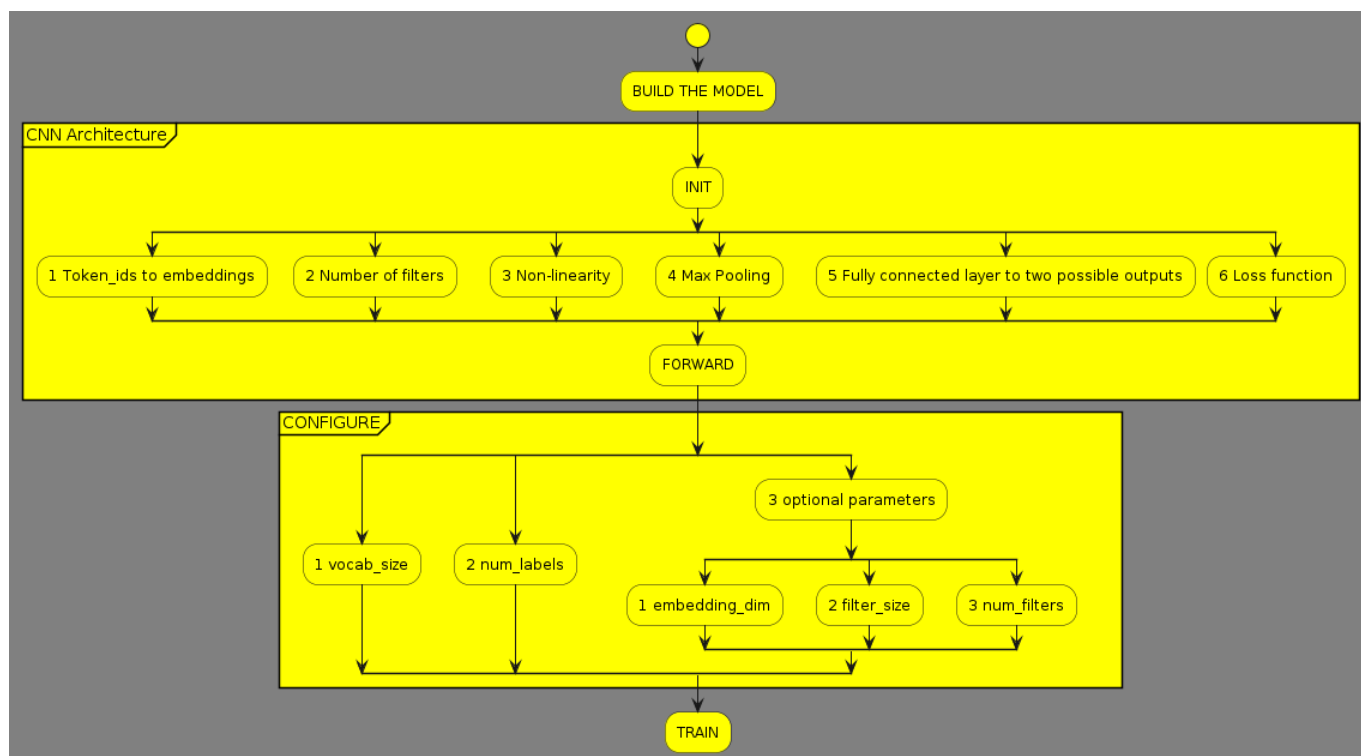 BUILD THE MODEL
CNN Architecture
INIT
1 Token_ids to embeddings
2 Number of filters
3 Non-linearity
4 Max Pooling
5 Fully connected layer to two possible outputs
6 Loss function
FORWARD
CONFIGURE
3 optional parameters
1 vocab_size
2 num_labels
1 embedding_dim
2 filter_size
3 num_filters
TRAIN